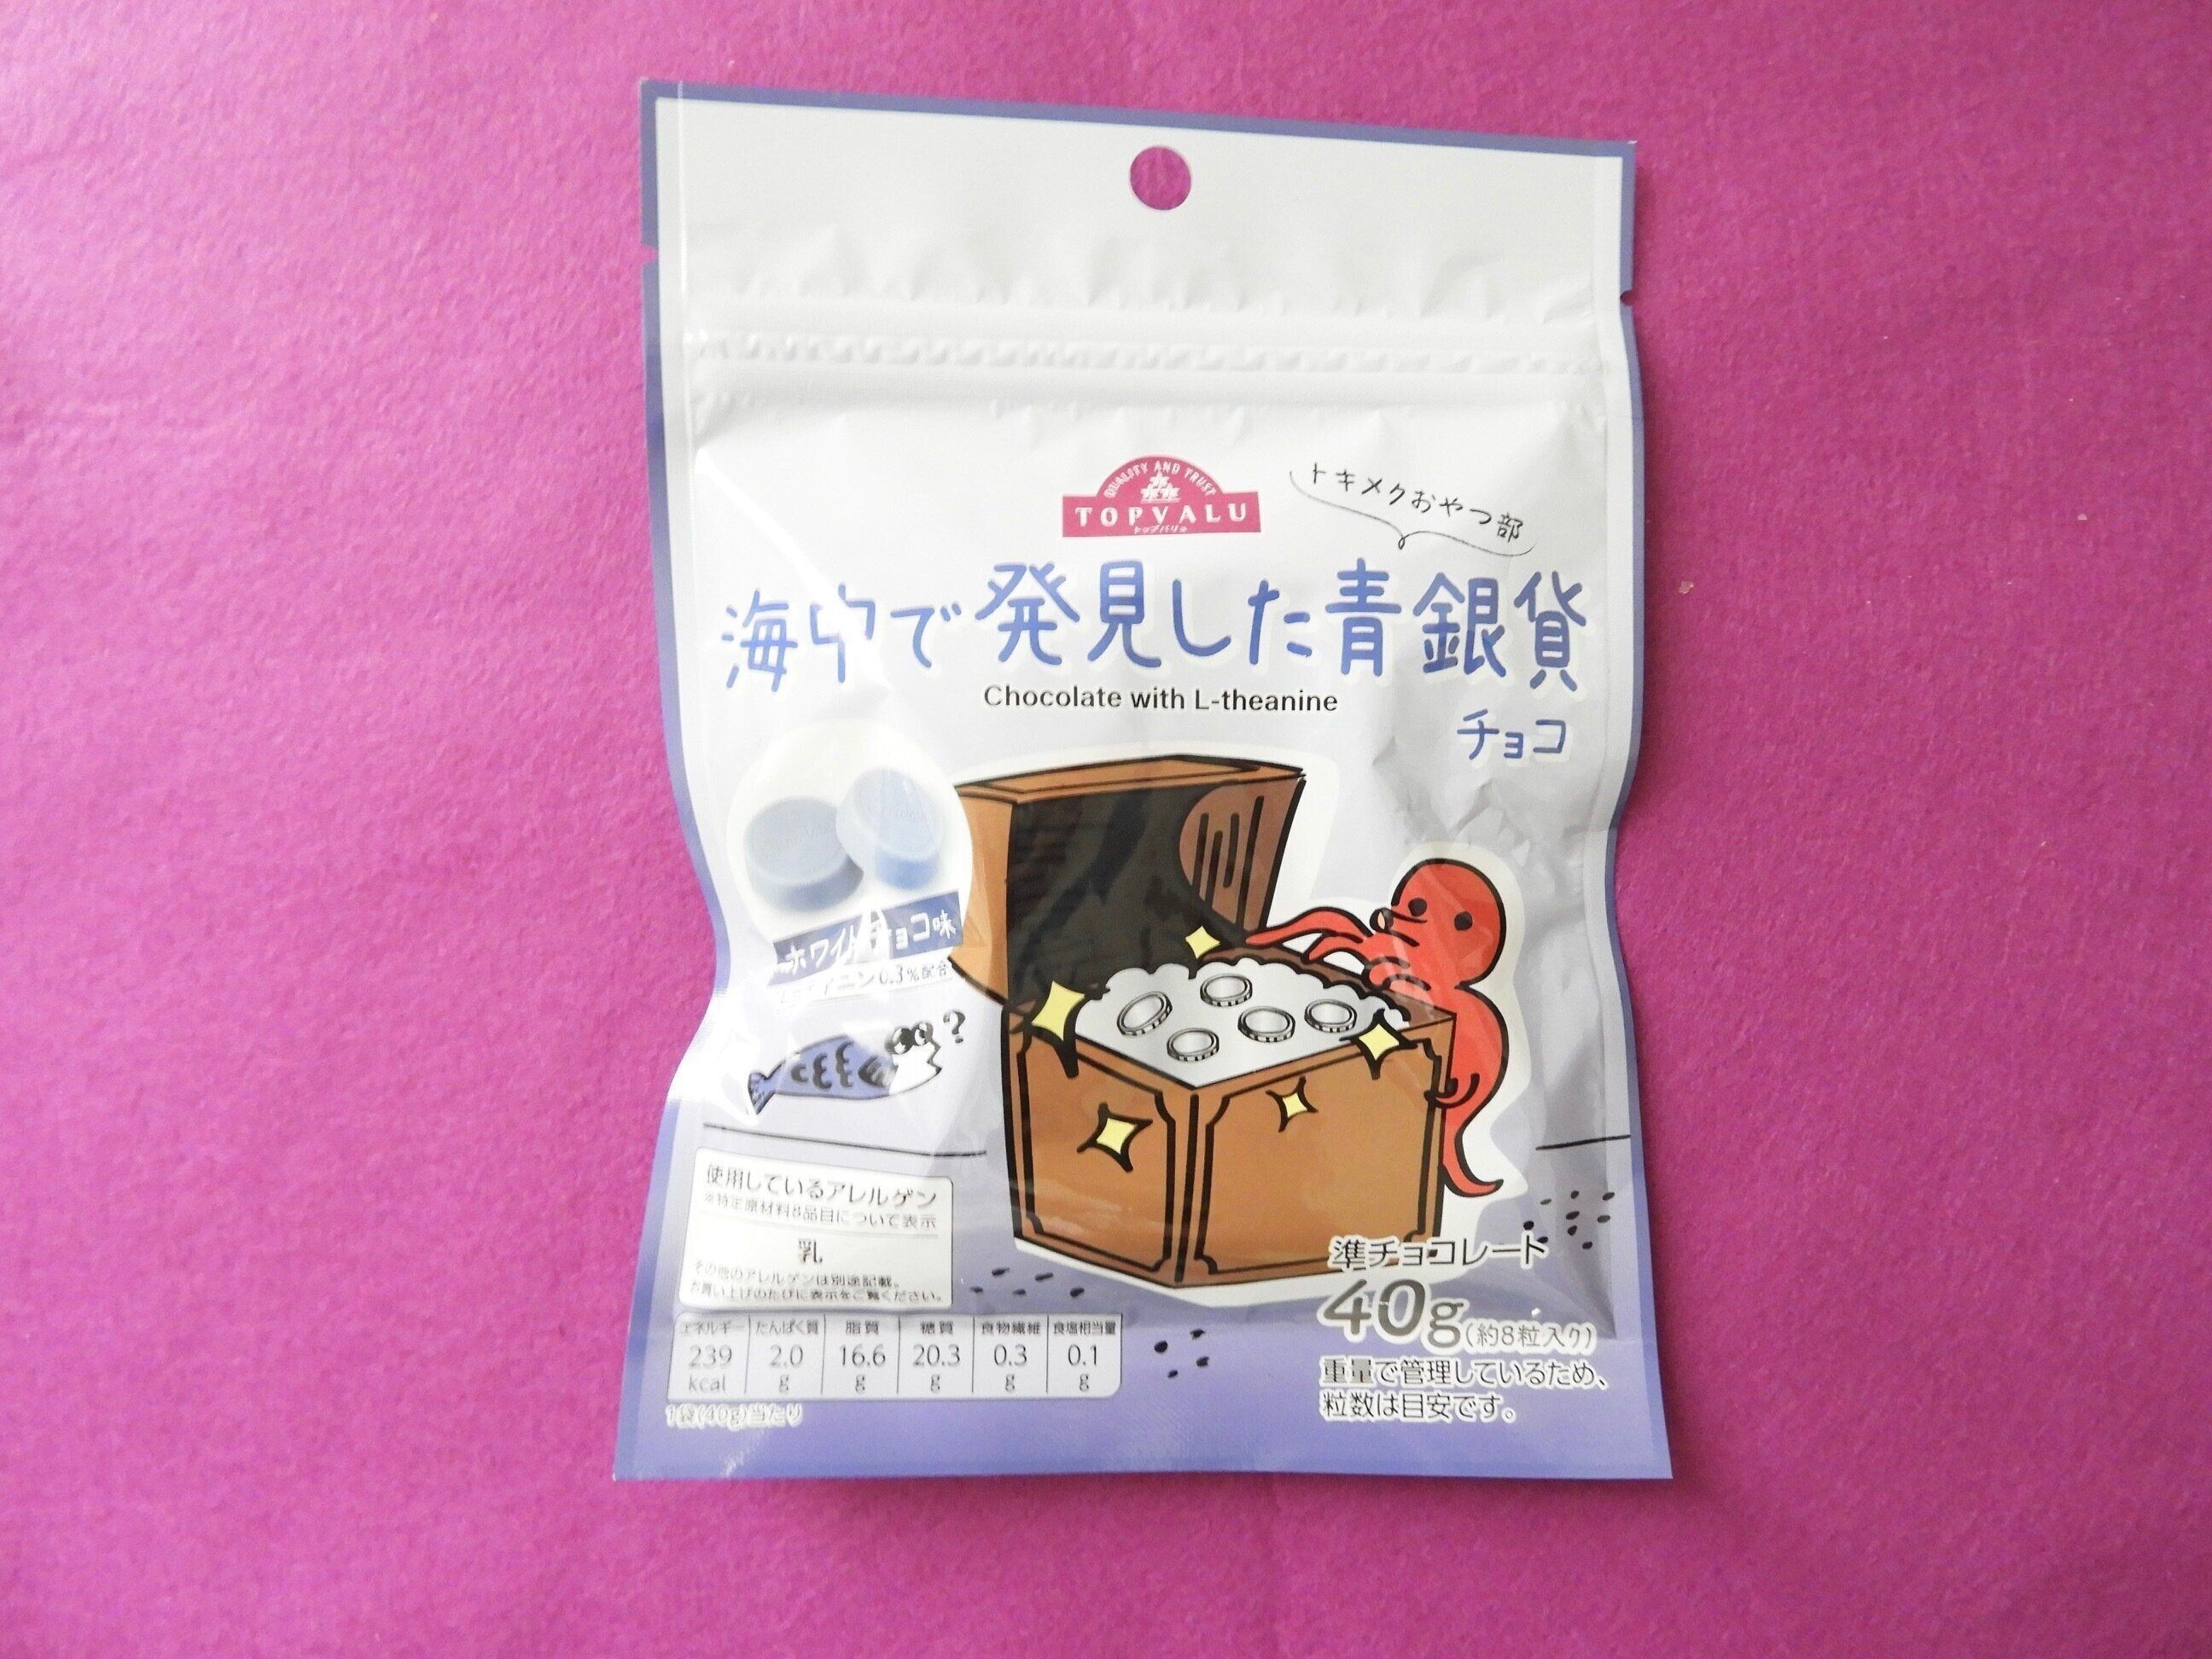 QUALITY AND TRUST
TOPVALU
トップバリュ
トキメクおやつ部
海中で発見した青銀貨
Chocolate with L-theanine
チョコ
ホワイトチョコ味
L-テアニン0.3%配合
?
使用しているアレルゲン
※特定原材料8品目について表示
乳
その他のアレルゲンは別途記載。
お買い上げのたびに表示をご覧ください。
エネルギー たんぱく質 脂質 糖質 食物繊維 食塩相当量
239 2.0 16.6 20.3 0.3 0.1
kcal g g g g g
1袋(40g)当たり
準チョコレート
40g(約8粒入り)
重量で管理しているため、
粒数は目安です。